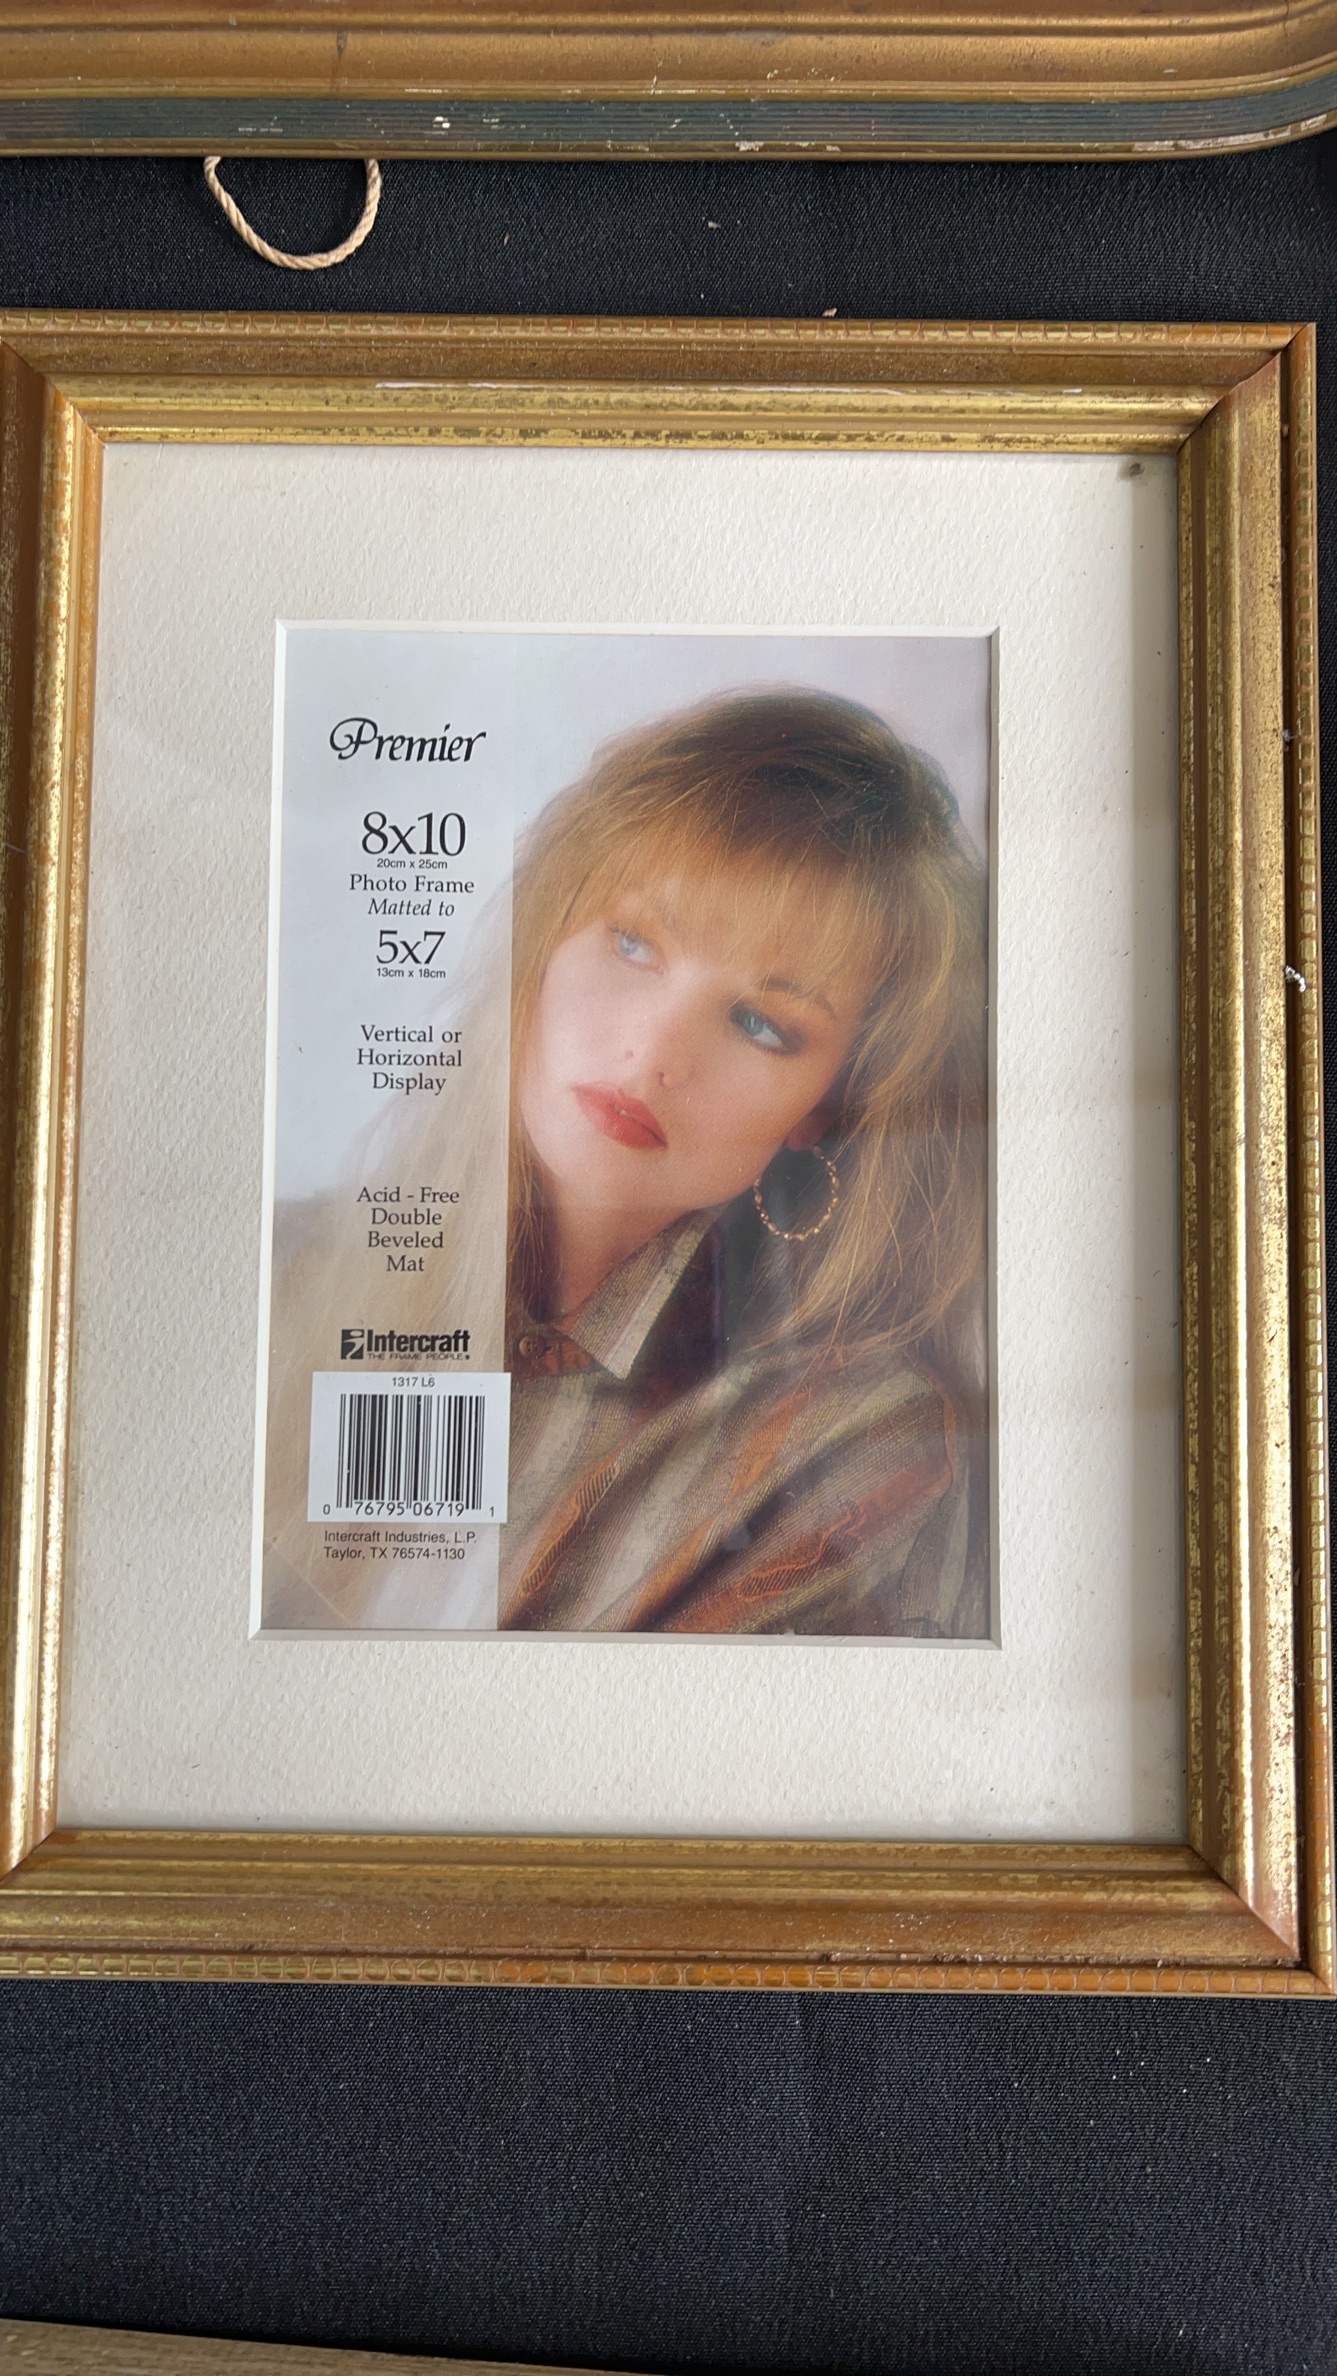 Premier
8x10
20cm x 25cm
Photo Frame
Matted to
5x7
13cm x 18cm
Vertical or
Horizontal
Display
Acid - Free
Double
Beveled
Mat
Intercraft
THE FRAME PEOPLE
1317 L6
0 76795 06719 1
Intercraft Industries, L.P.
Taylor, TX 76574-1130